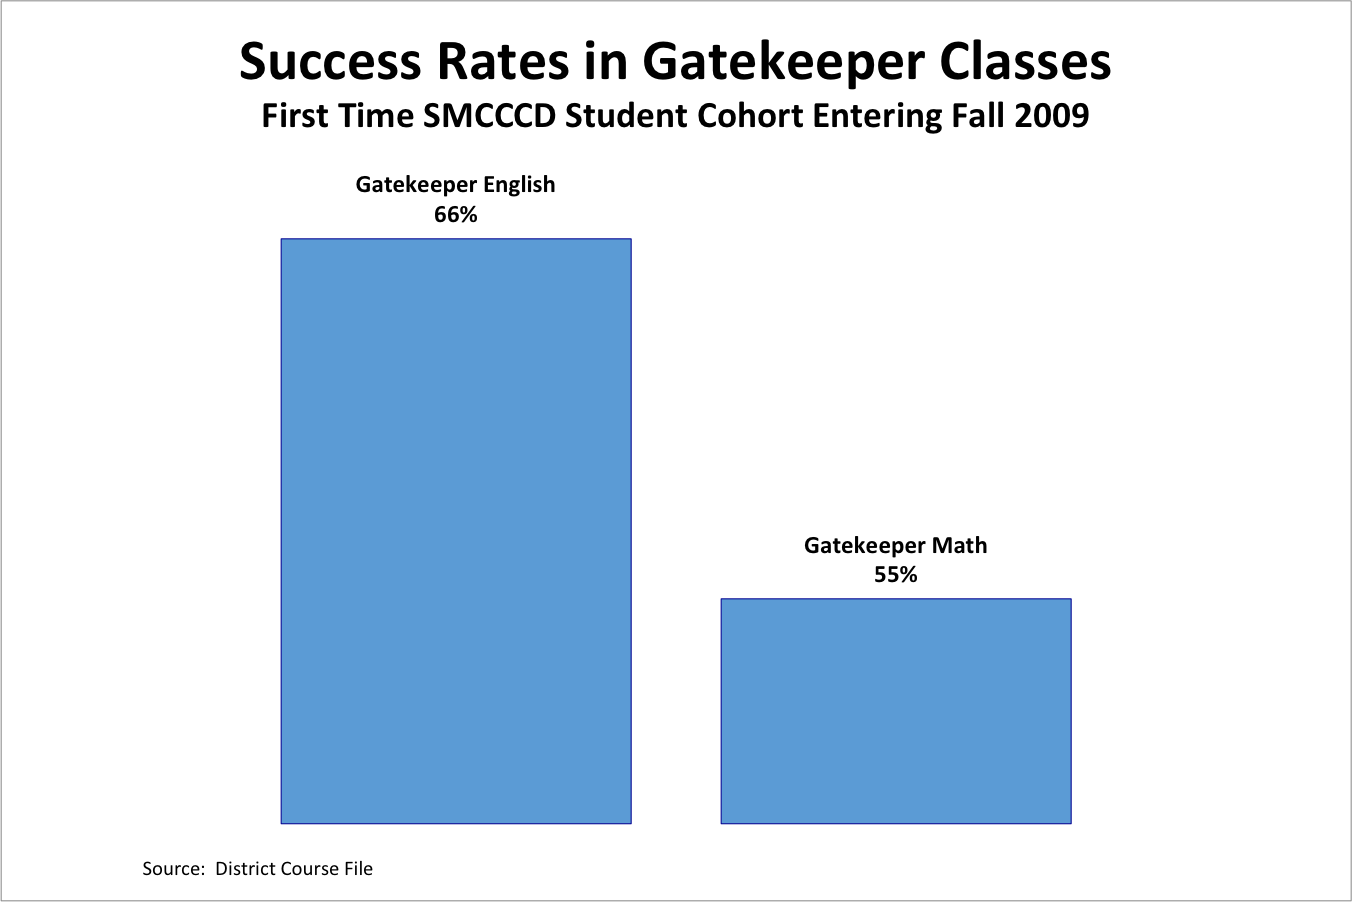 Success Rates in Gatekeeper Classes
First Time SMCCCD Student Cohort Entering Fall 2009
Gatekeeper English
66%
Gatekeeper Math
55%
Source:  District Course File